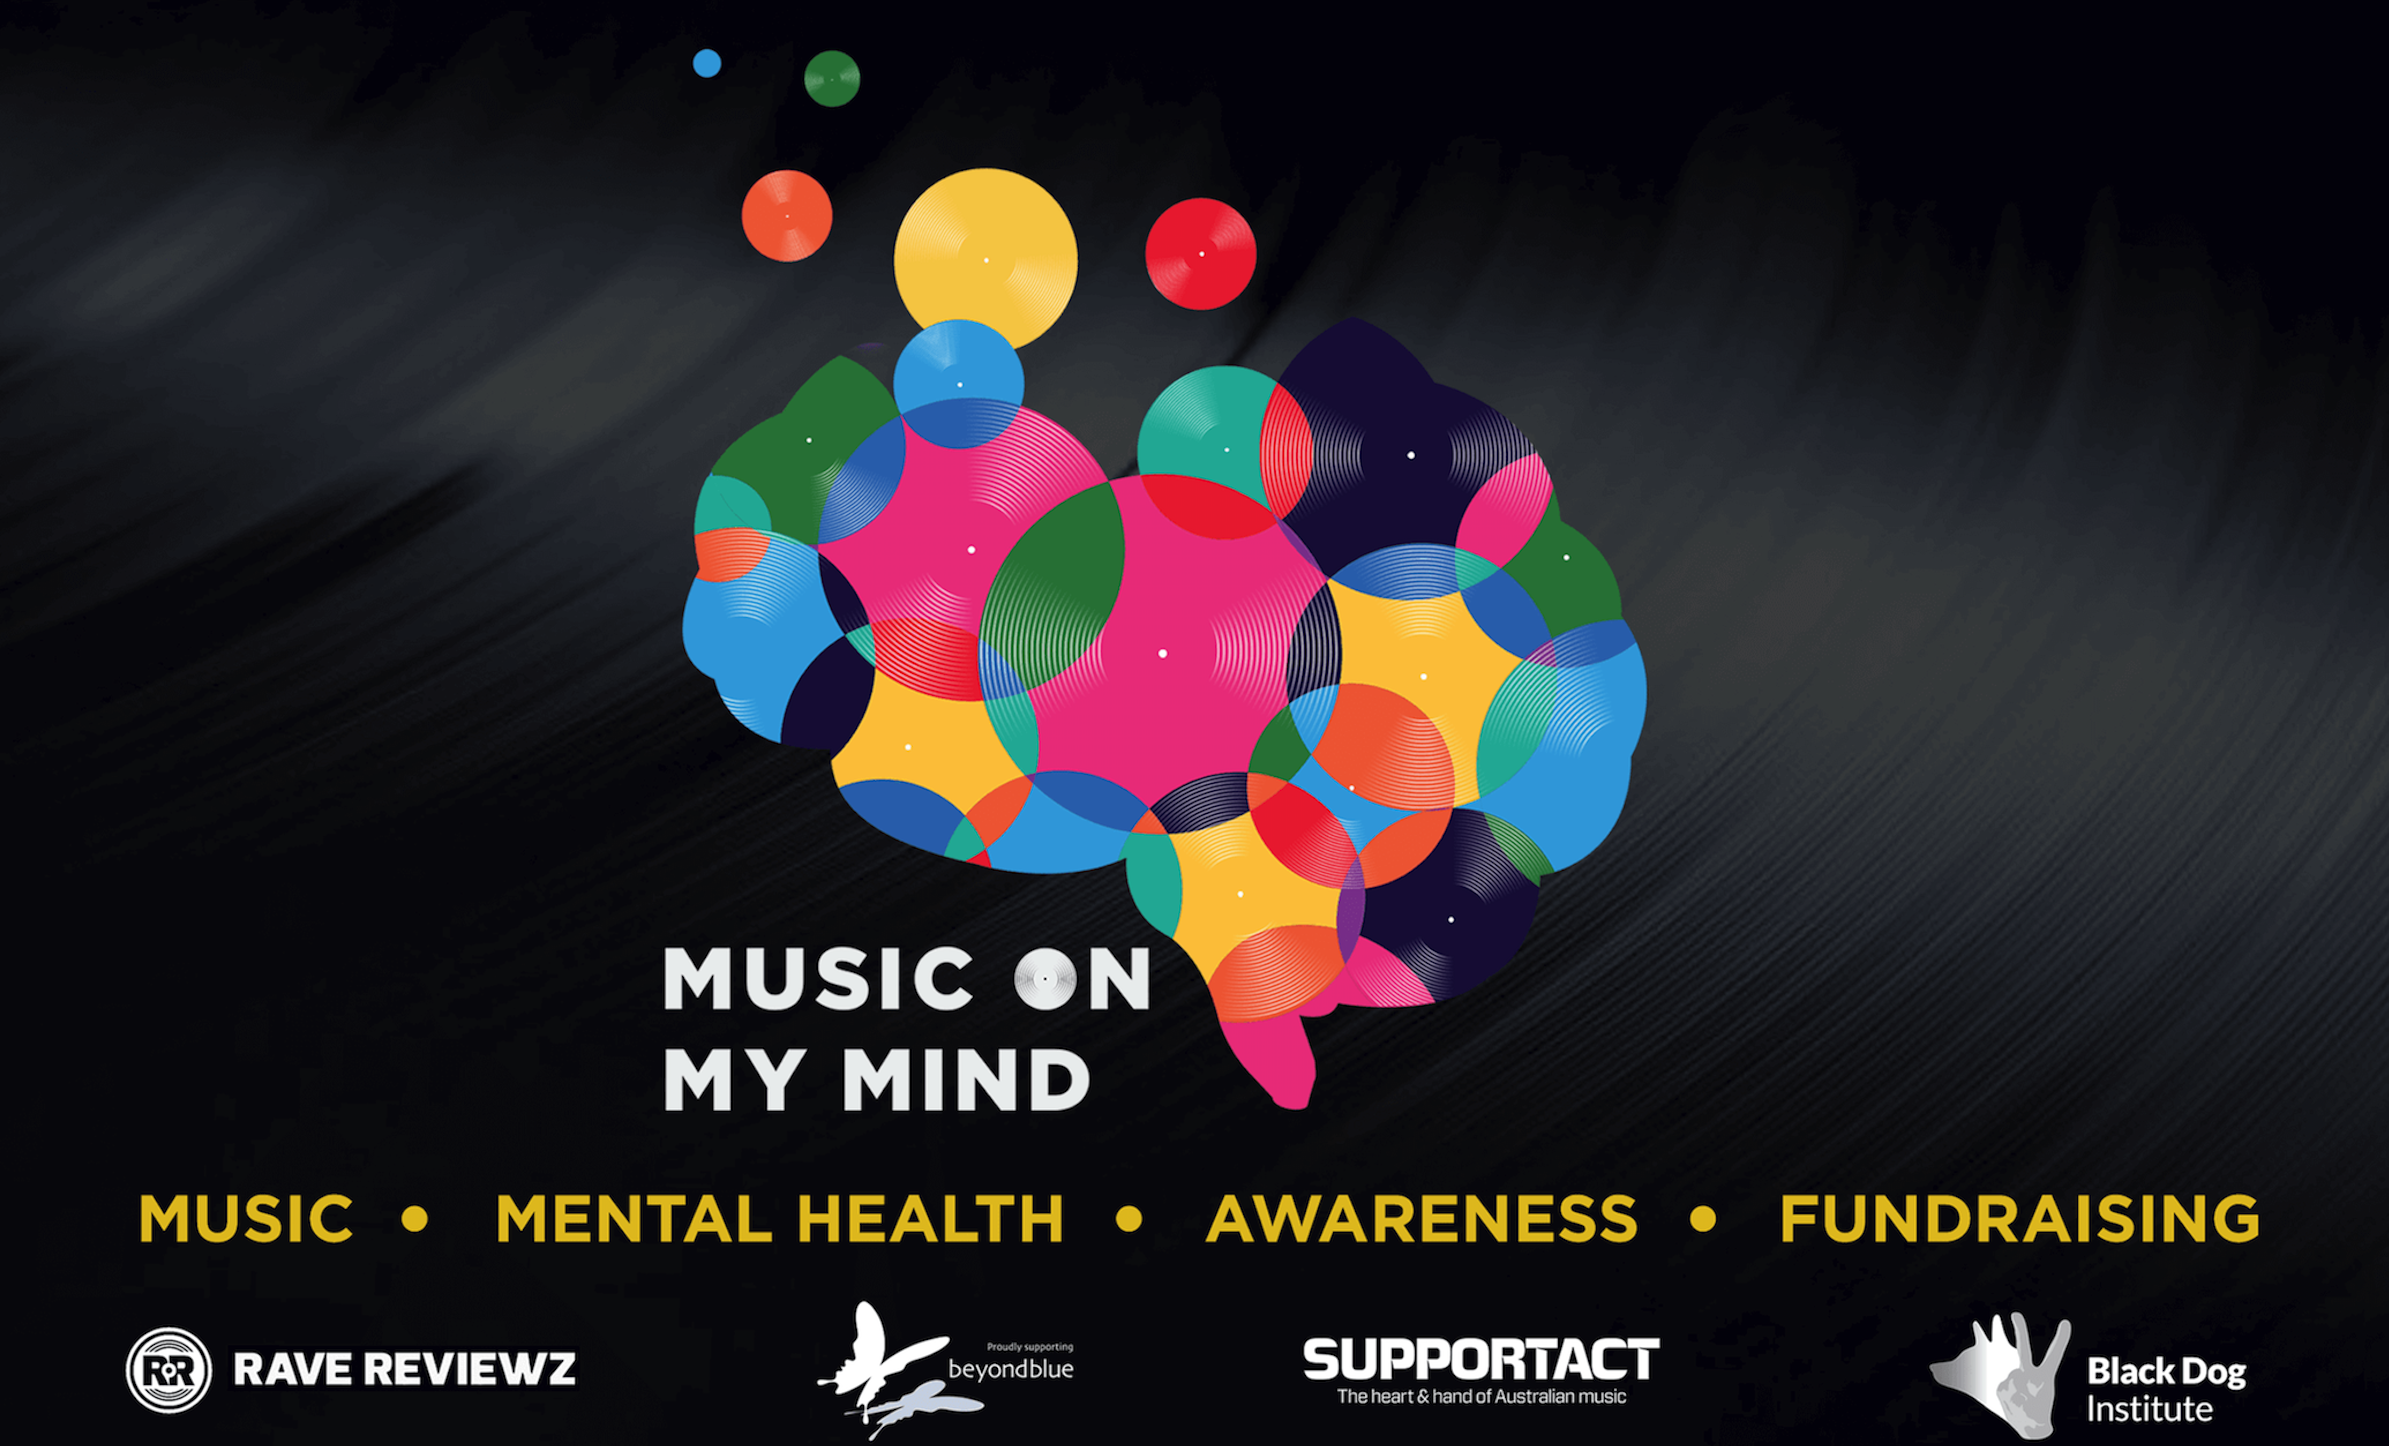 MUSIC ON
MY MIND
MUSIC • MENTAL HEALTH • AWARENESS • FUNDRAISING
RR RAVE REVIEWZ
Proudly supporting
beyondblue
SUPPORTACT
The heart & hand of Australian music
Black Dog
Institute